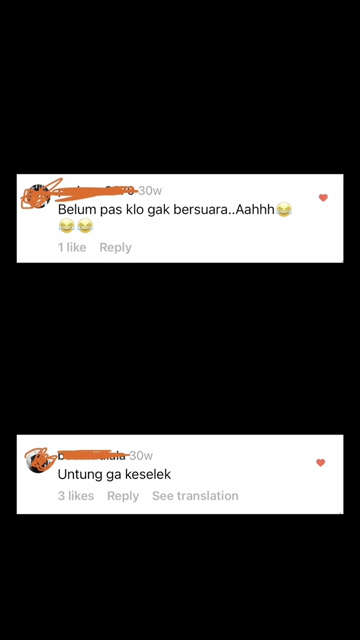 30w
Belum pas klo gak bersuara..Aahhh😂
😂😂
1 like Reply
30w
Untung ga keselek
3 likes Reply See translation